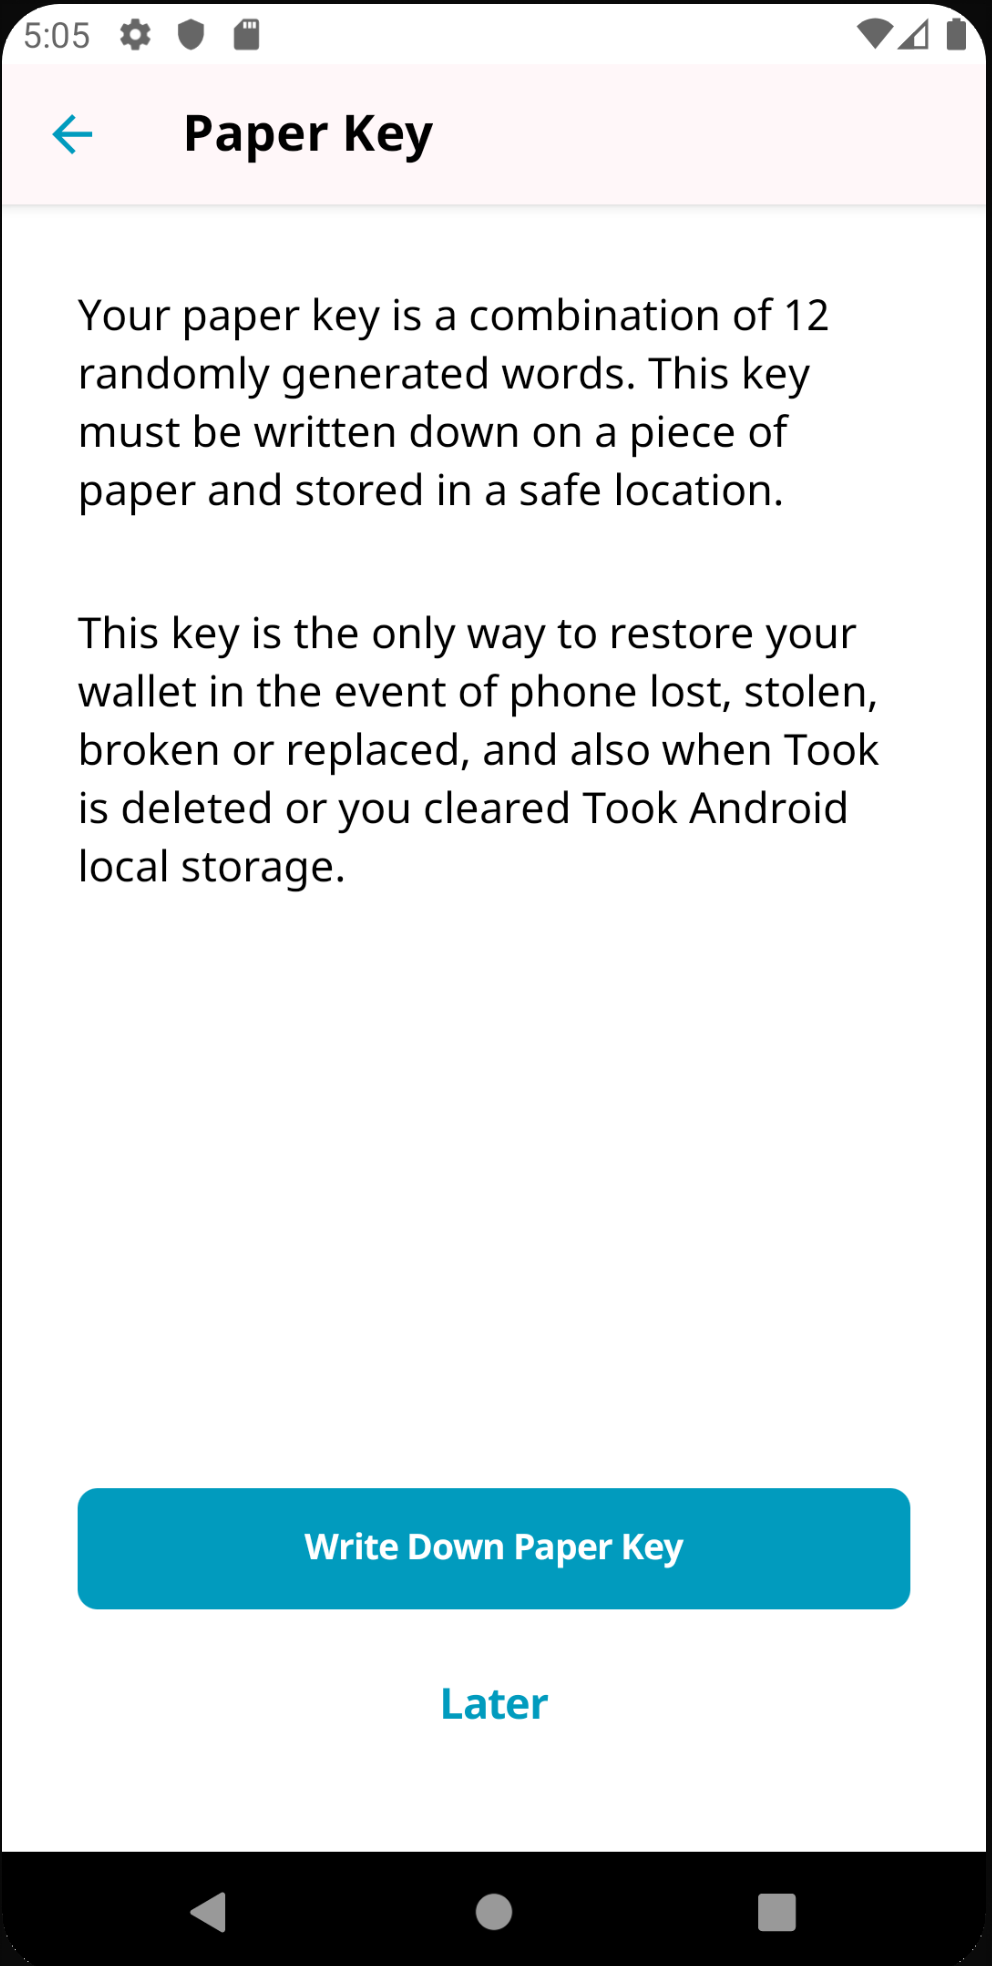 5:05
Paper Key
Your paper key is a combination of 12
randomly generated words. This key
must be written down on a piece of
paper and stored in a safe location.
This key is the only way to restore your
wallet in the event of phone lost, stolen,
broken or replaced, and also when Took
is deleted or you cleared Took Android
local storage.
Write Down Paper Key
Later